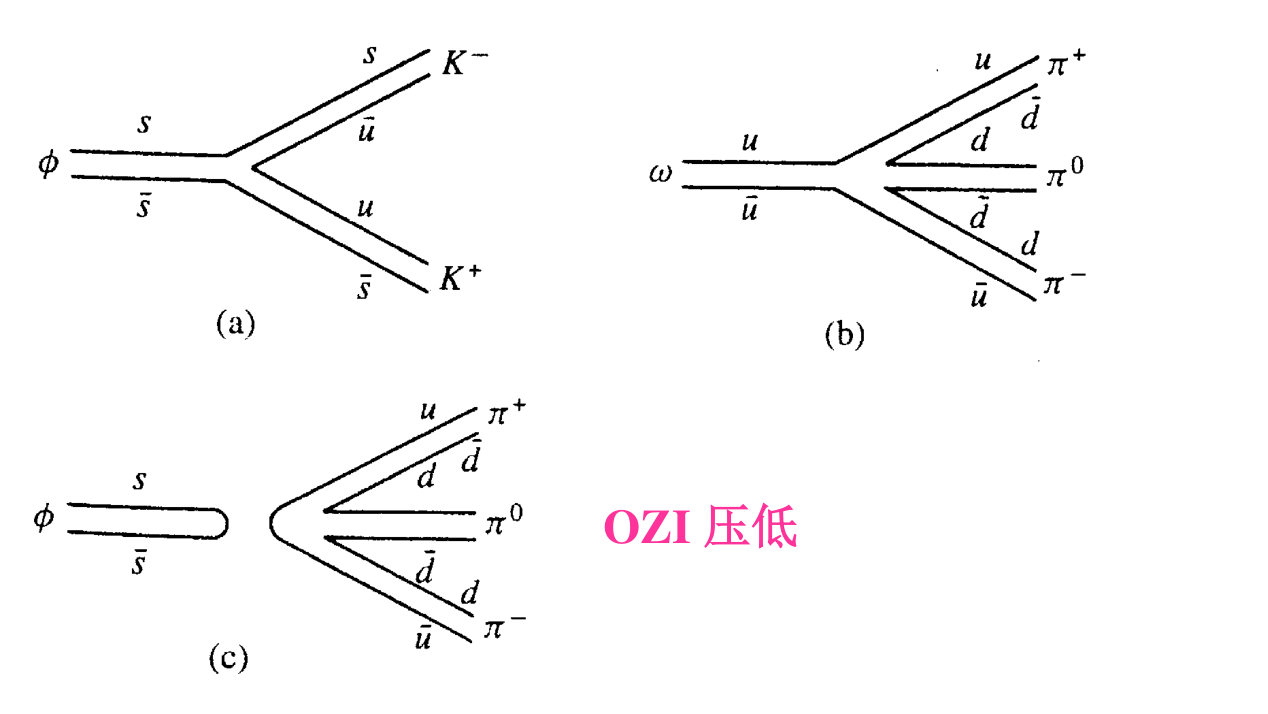 s K⁻
ū
s
ϕ
s̄
u
s̄ K⁺
(a)
u π⁺
d̄
d
u
ω π⁰
ū
d̄
d
ū π⁻
(b)
u π⁺
d̄
d
s
ϕ π⁰
s̄
d̄
d
ū π⁻
(c)
OZI 压低